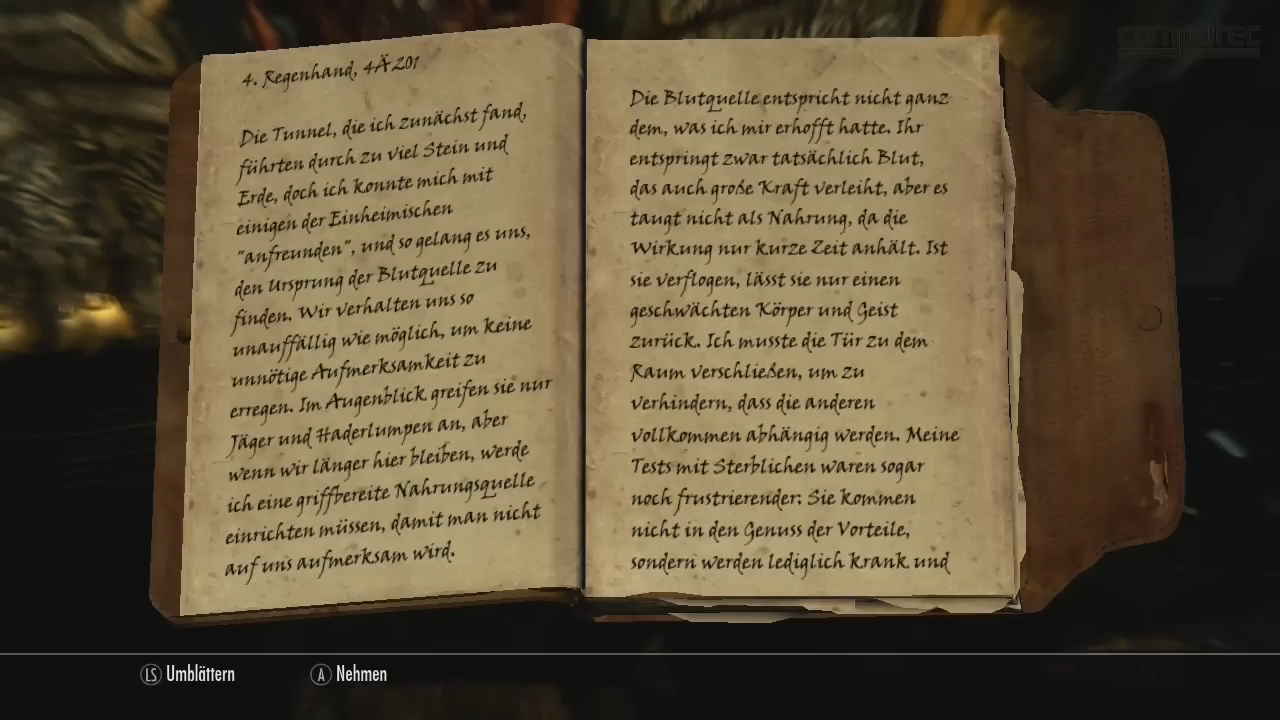 computec
4. Regenhand, 4Ä 201
Die Tunnel, die ich zunächst fand,
führten durch zu viel Stein und
Erde, doch ich konnte mich mit
einigen der Einheimischen
"anfreunden", und so gelang es uns,
den Ursprung der Blutquelle zu
finden. Wir verhalten uns so
unauffällig wie möglich, um keine
unnötige Aufmerksamkeit zu
erregen. Im Augenblick greifen sie nur
Jäger und Haderlumpen an, aber
wenn wir länger hier bleiben, werde
ich eine griffbereite Nahrungsquelle
einrichten müssen, damit man nicht
auf uns aufmerksam wird.
Die Blutquelle entspricht nicht ganz
dem, was ich mir erhofft hatte. Ihr
entspringt zwar tatsächlich Blut,
das auch große Kraft verleiht, aber es
taugt nicht als Nahrung, da die
Wirkung nur kurze Zeit anhält. Ist
sie verflogen, lässt sie nur einen
geschwächten Körper und Geist
zurück. Ich musste die Tür zu dem
Raum verschließen, um zu
verhindern, dass die anderen
vollkommen abhängig werden. Meine
Tests mit Sterblichen waren sogar
noch frustrierender: Sie kommen
nicht in den Genuss der Vorteile,
sondern werden lediglich krank und
LS Umblättern
A Nehmen